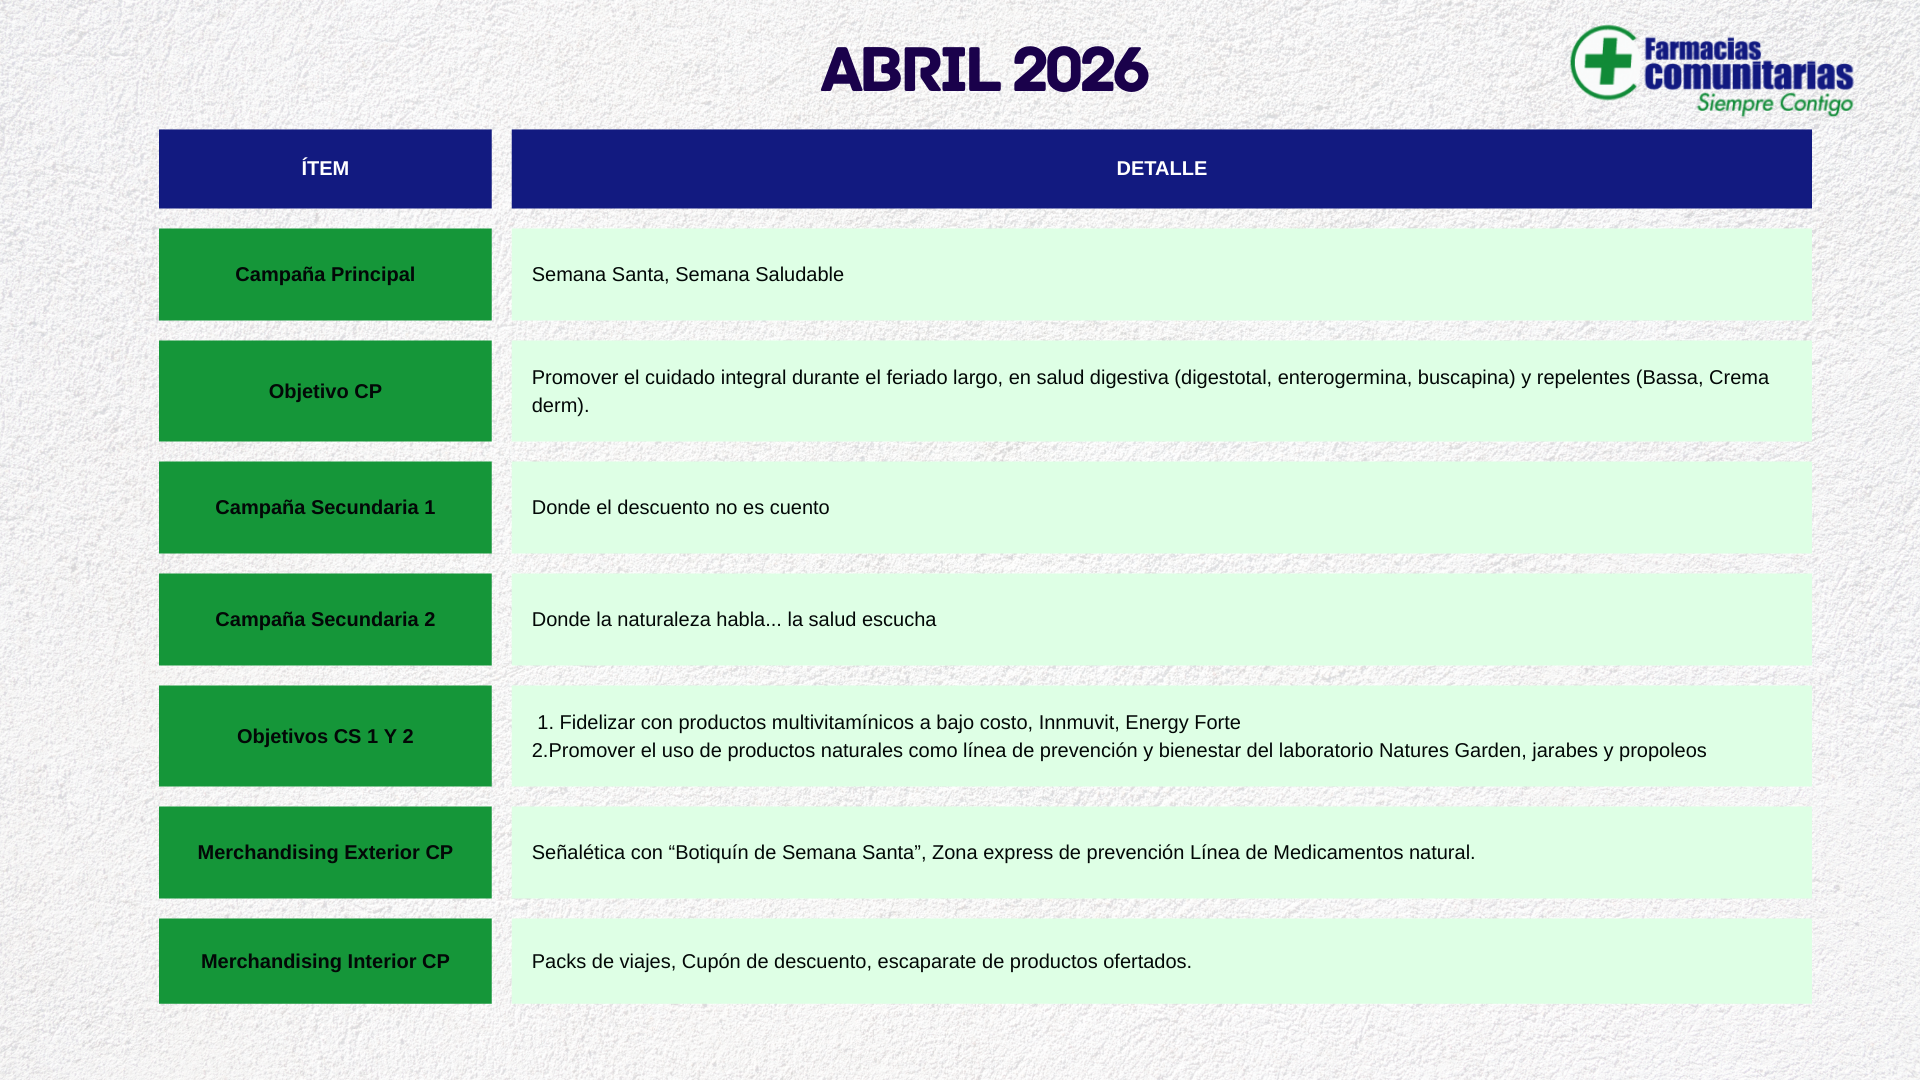 ABRIL 2026
Farmacias
comunitarias
Siempre Contigo
ÍTEM
DETALLE
Campaña Principal
Semana Santa, Semana Saludable
Objetivo CP
Promover el cuidado integral durante el feriado largo, en salud digestiva (digestotal, enterogermina, buscapina) y repelentes (Bassa, Crema
derm).
Campaña Secundaria 1
Donde el descuento no es cuento
Campaña Secundaria 2
Donde la naturaleza habla... la salud escucha
Objetivos CS 1 Y 2
1. Fidelizar con productos multivitamínicos a bajo costo, Innmuvit, Energy Forte
2.Promover el uso de productos naturales como línea de prevención y bienestar del laboratorio Natures Garden, jarabes y propoleos
Merchandising Exterior CP
Señalética con “Botiquín de Semana Santa”, Zona express de prevención Línea de Medicamentos natural.
Merchandising Interior CP
Packs de viajes, Cupón de descuento, escaparate de productos ofertados.